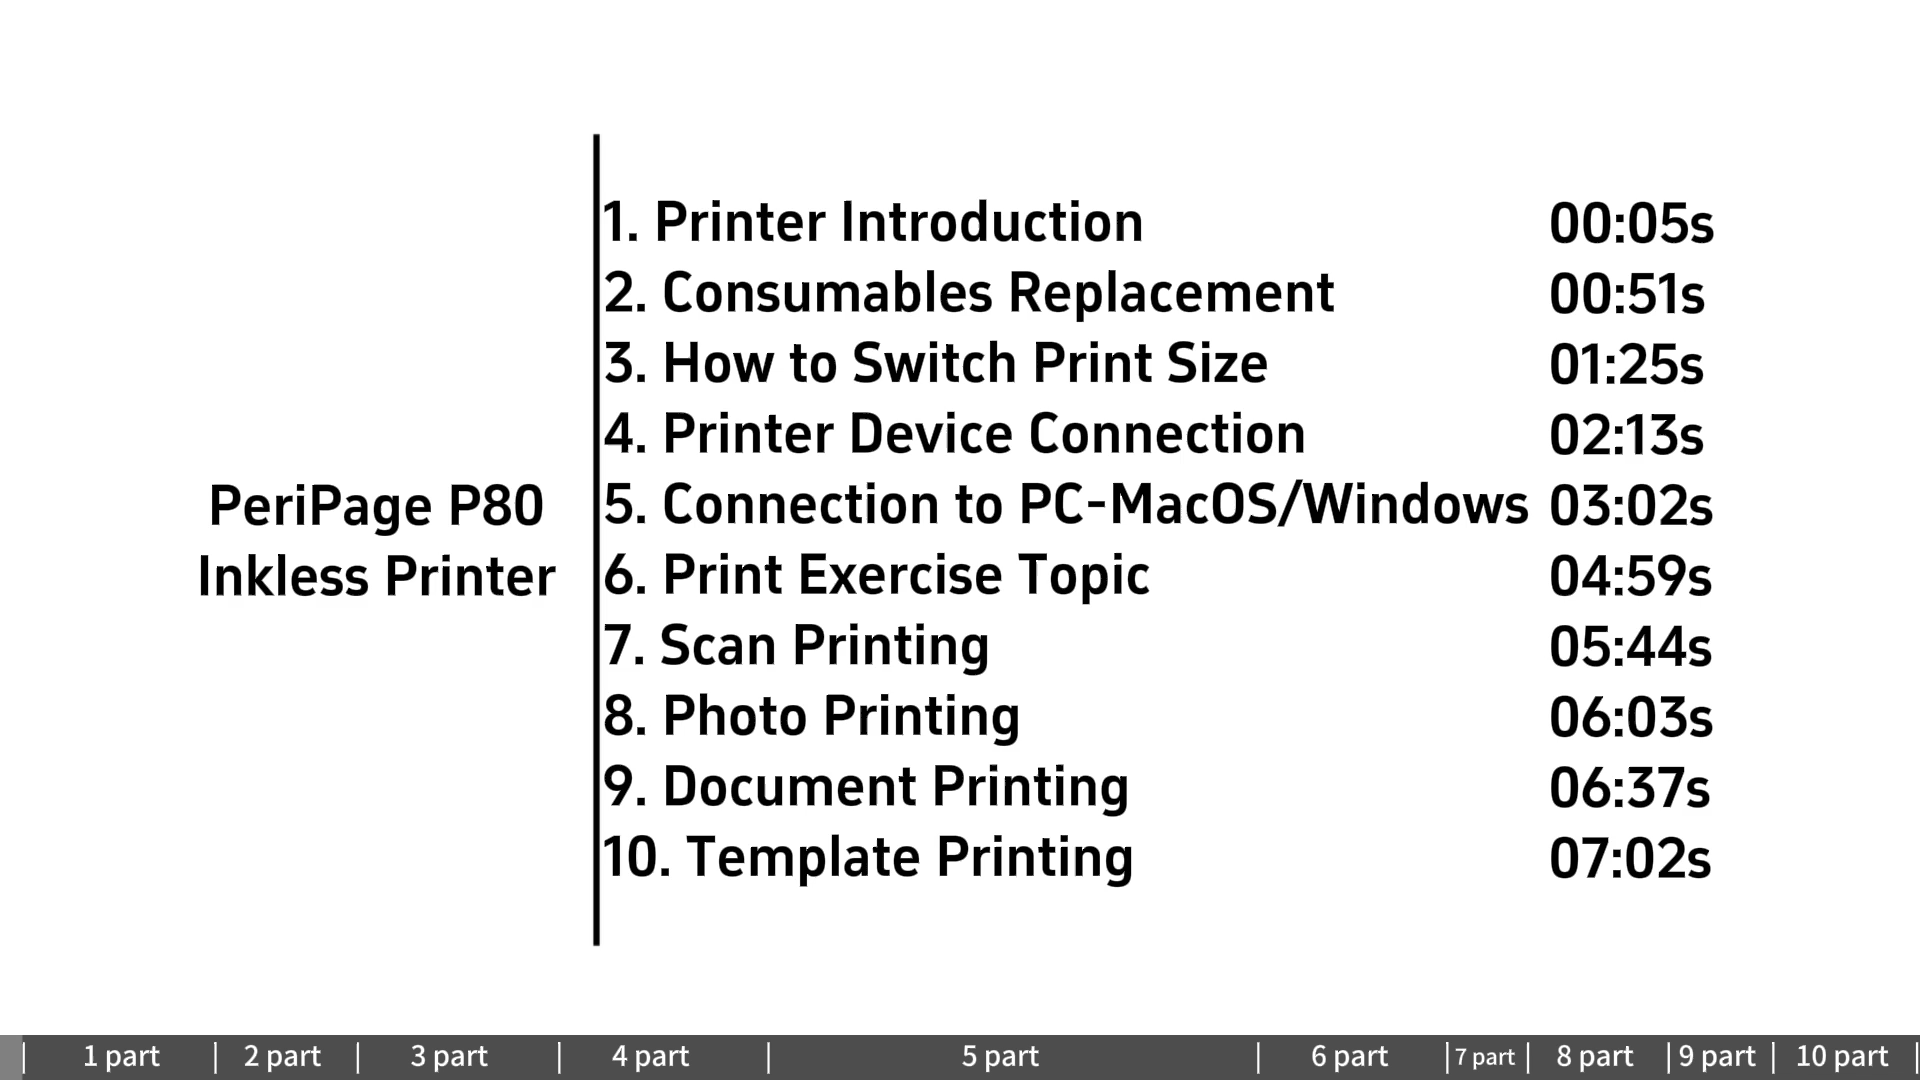 PeriPage P80
Inkless Printer
1. Printer Introduction 00:05s
2. Consumables Replacement 00:51s
3. How to Switch Print Size 01:25s
4. Printer Device Connection 02:13s
5. Connection to PC-MacOS/Windows 03:02s
6. Print Exercise Topic 04:59s
7. Scan Printing 05:44s
8. Photo Printing 06:03s
9. Document Printing 06:37s
10. Template Printing 07:02s
| 1 part | 2 part | 3 part | 4 part | 5 part | 6 part | 7 part | 8 part | 9 part | 10 part |